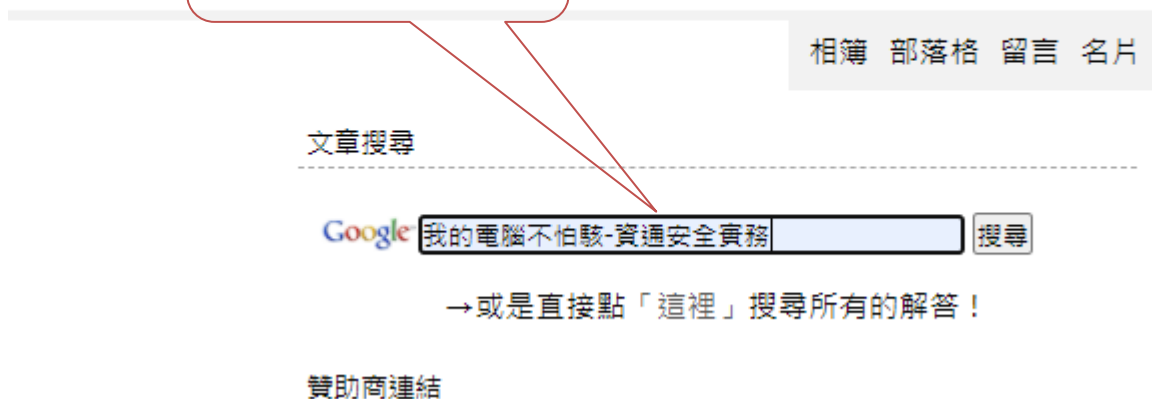 相簿 部落格 留言 名片
文章搜尋
Google 我的電腦不怕駭-資通安全實務 搜尋
→或是直接點「這裡」搜尋所有的解答！
贊助商連結